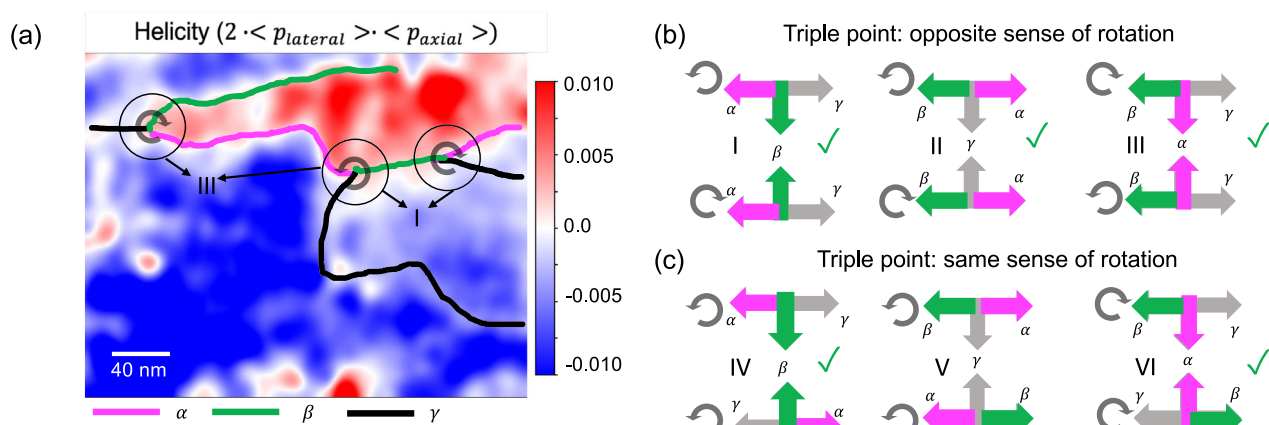 (a)
Helicity (2 ·< p_lateral >·< p_axial >)
0.010
0.005
0.0
-0.005
-0.010
III
I
40 nm
α β γ
(b)
Triple point: opposite sense of rotation
α γ β α β γ
I β ✓ II γ ✓ III α ✓
α γ β α β γ
(c)
Triple point: same sense of rotation
α γ β α β γ
IV β ✓ V γ VI α ✓
γ α α β γ β